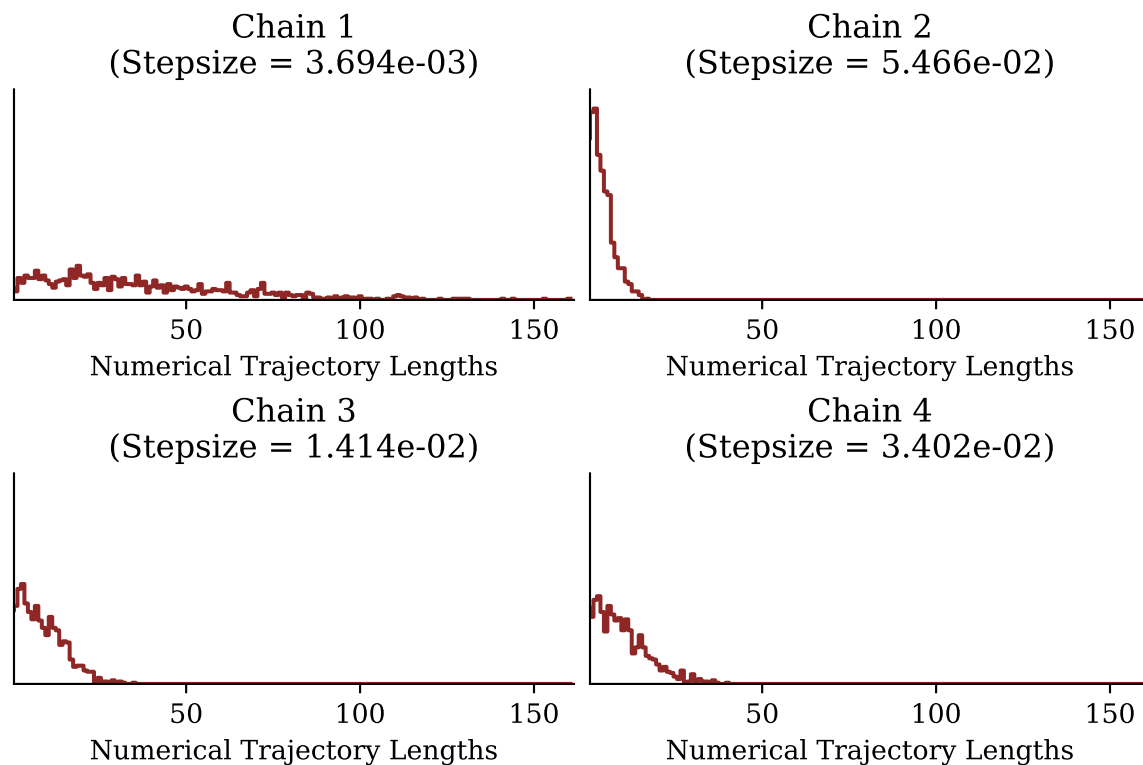 Chain 1
(Stepsize = 3.694e-03)
50
100
150
Numerical Trajectory Lengths
Chain 2
(Stepsize = 5.466e-02)
50
100
150
Numerical Trajectory Lengths
Chain 3
(Stepsize = 1.414e-02)
50
100
150
Numerical Trajectory Lengths
Chain 4
(Stepsize = 3.402e-02)
50
100
150
Numerical Trajectory Lengths